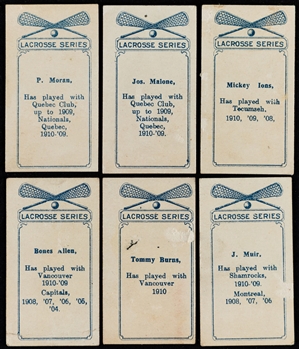 LACROSSE SERIES
P. Moran,
Has played with
Quebec Club,
up to 1909,
Nationals,
Quebec,
1910-'09.
LACROSSE SERIES
Jos. Malone,
Has played with
Quebec Club,
up to 1909,
Nationals,
Quebec,
1910-'09.
LACROSSE SERIES
Mickey Ions,
Has played with
Tecumseh,
1910, '09, '08.
LACROSSE SERIES
Bones Allen,
Has played with
Vancouver
1910-'09
Capitals,
1908, '07, '06, '05,
'04.
LACROSSE SERIES
Tommy Burns,
Has played with
Vancouver
1910
LACROSSE SERIES
J. Muir,
Has played with
Shamrocks,
1910-'09.
Montreal,
1908, '07, '06